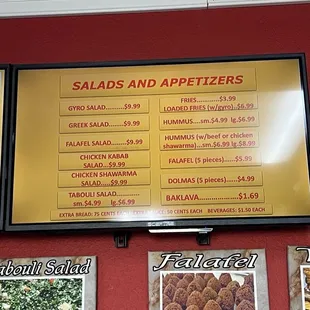 SALADS AND APPETIZERS
GYRO SALAD..........$9.99
GREEK SALAD........$9.99
FALAFEL SALAD......$9.99
CHICKEN KABAB
SALAD...$9.99
CHICKEN SHAWARMA
SALAD.....$9.99
TABOULI SALAD
sm.$4.99 lg.$6.99
FRIES...........$3.99
LOADED FRIES (w/gyro)..$6.99
HUMMUS....sm.$4.99 lg.$6.99
HUMMUS (w/beef or chicken
shawarma)...sm.$6.99 lg.$8.99
FALAFEL (5 pieces).....$5.99
DOLMAS (5 pieces)......$4.99
BAKLAVA...............$1.69
EXTRA BREAD: 75 CENTS EACH
50 CENTS EACH
BEVERAGES: $1.50 EACH
abouli Salad
Falafel
T